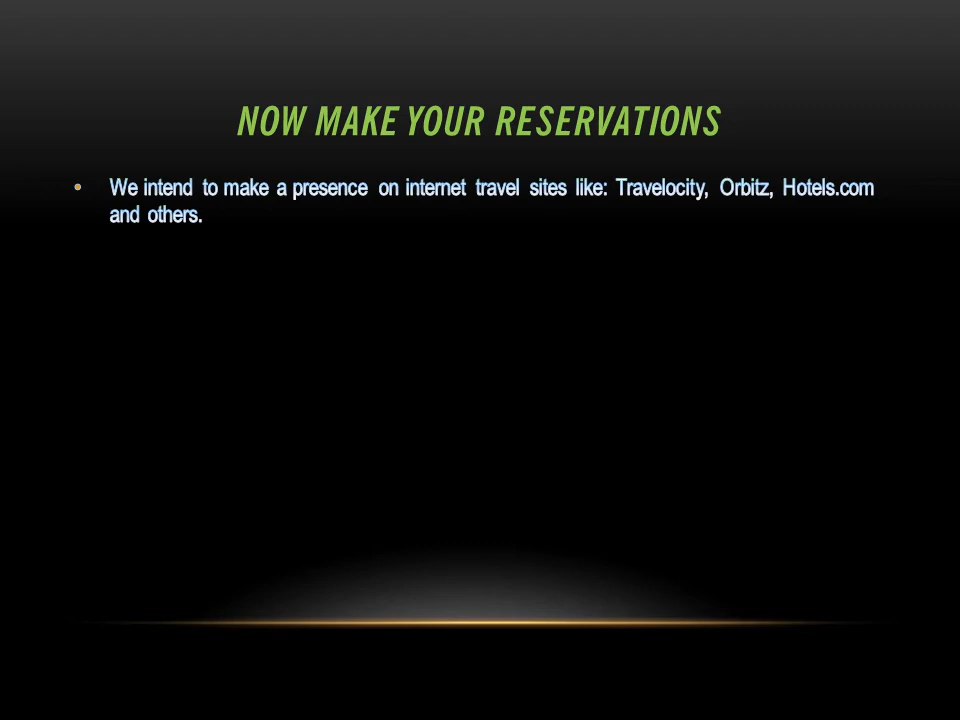 NOW MAKE YOUR RESERVATIONS
• We intend to make a presence on internet travel sites like: Travelocity, Orbitz, Hotels.com
and others.